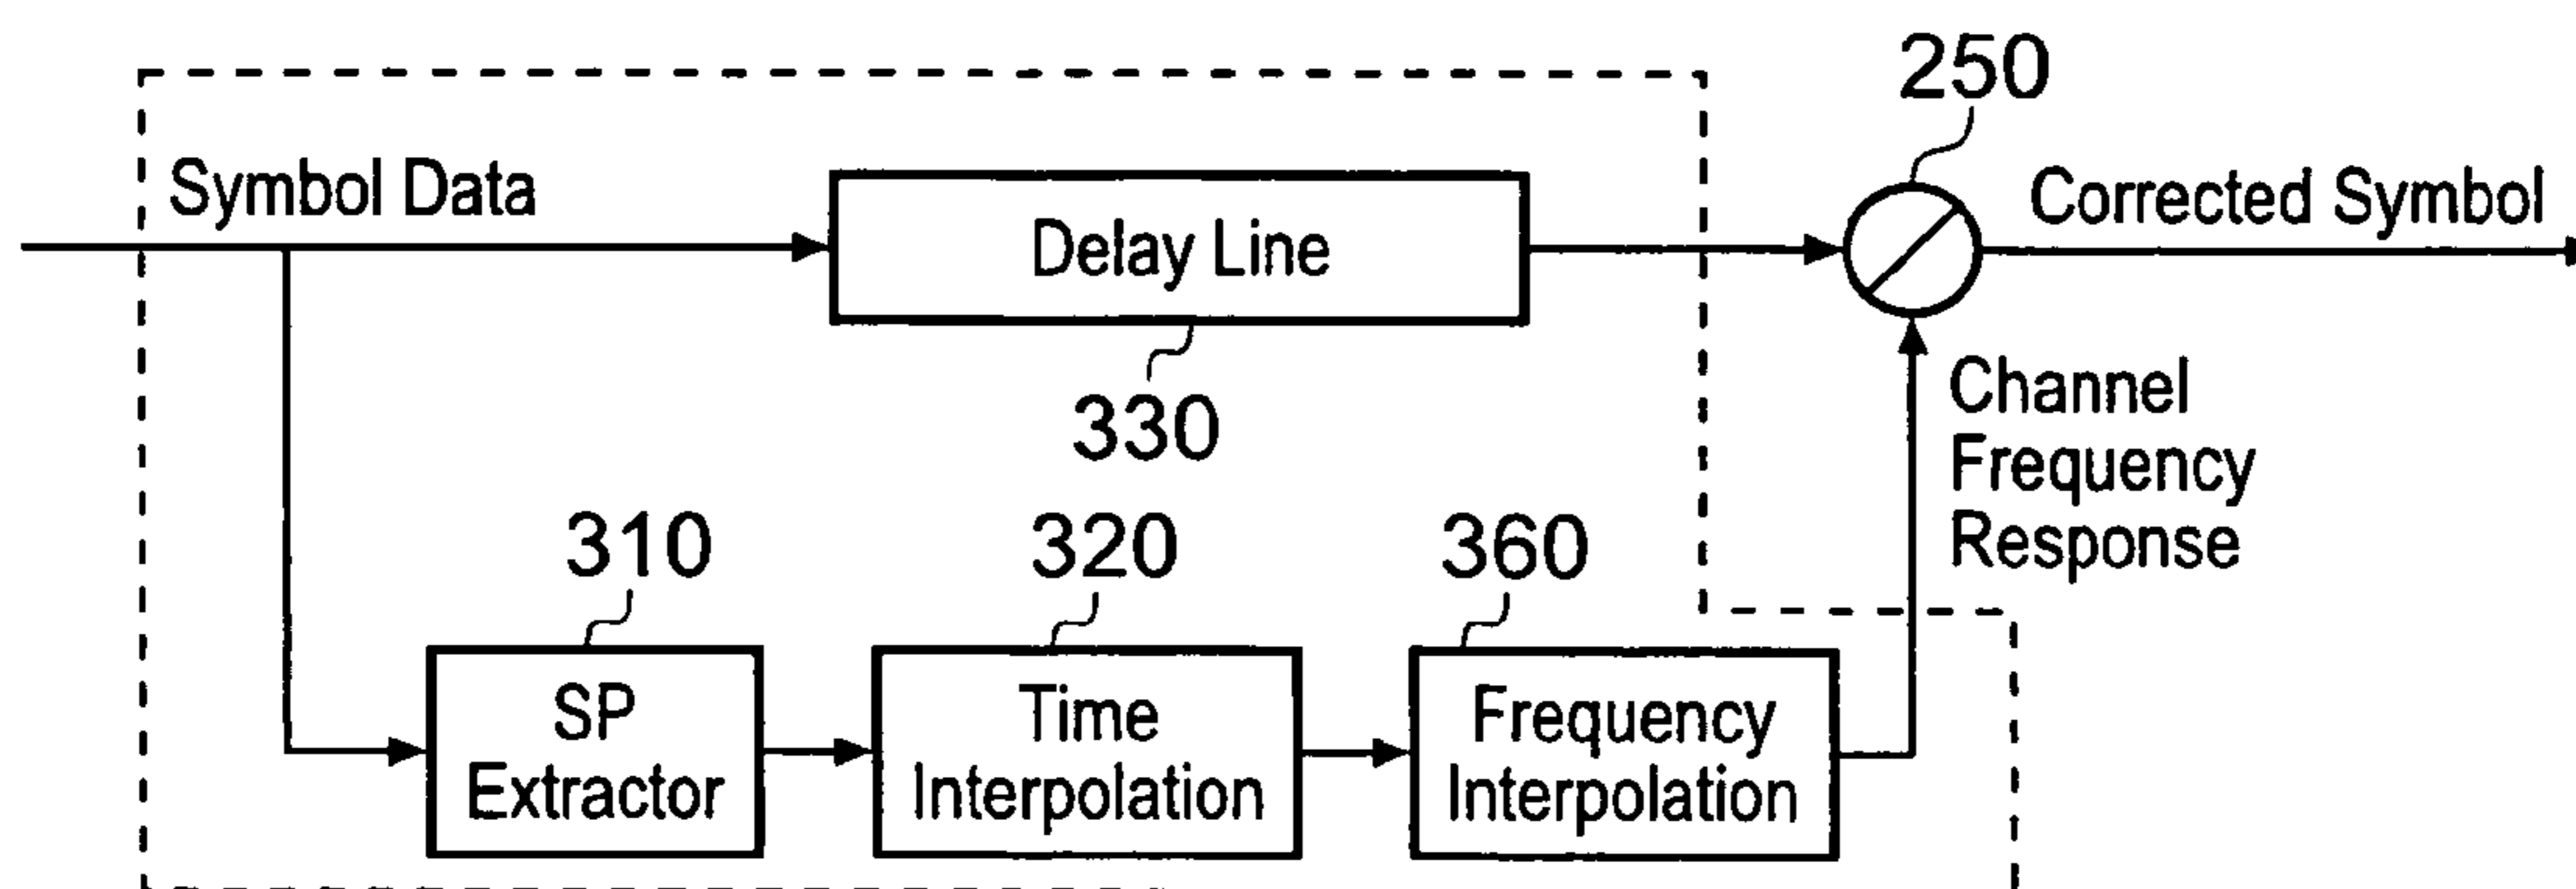 250
Symbol Data
Corrected Symbol
Delay Line
330
Channel
Frequency
Response
310
320
360
SP
Extractor
Time
Interpolation
Frequency
Interpolation